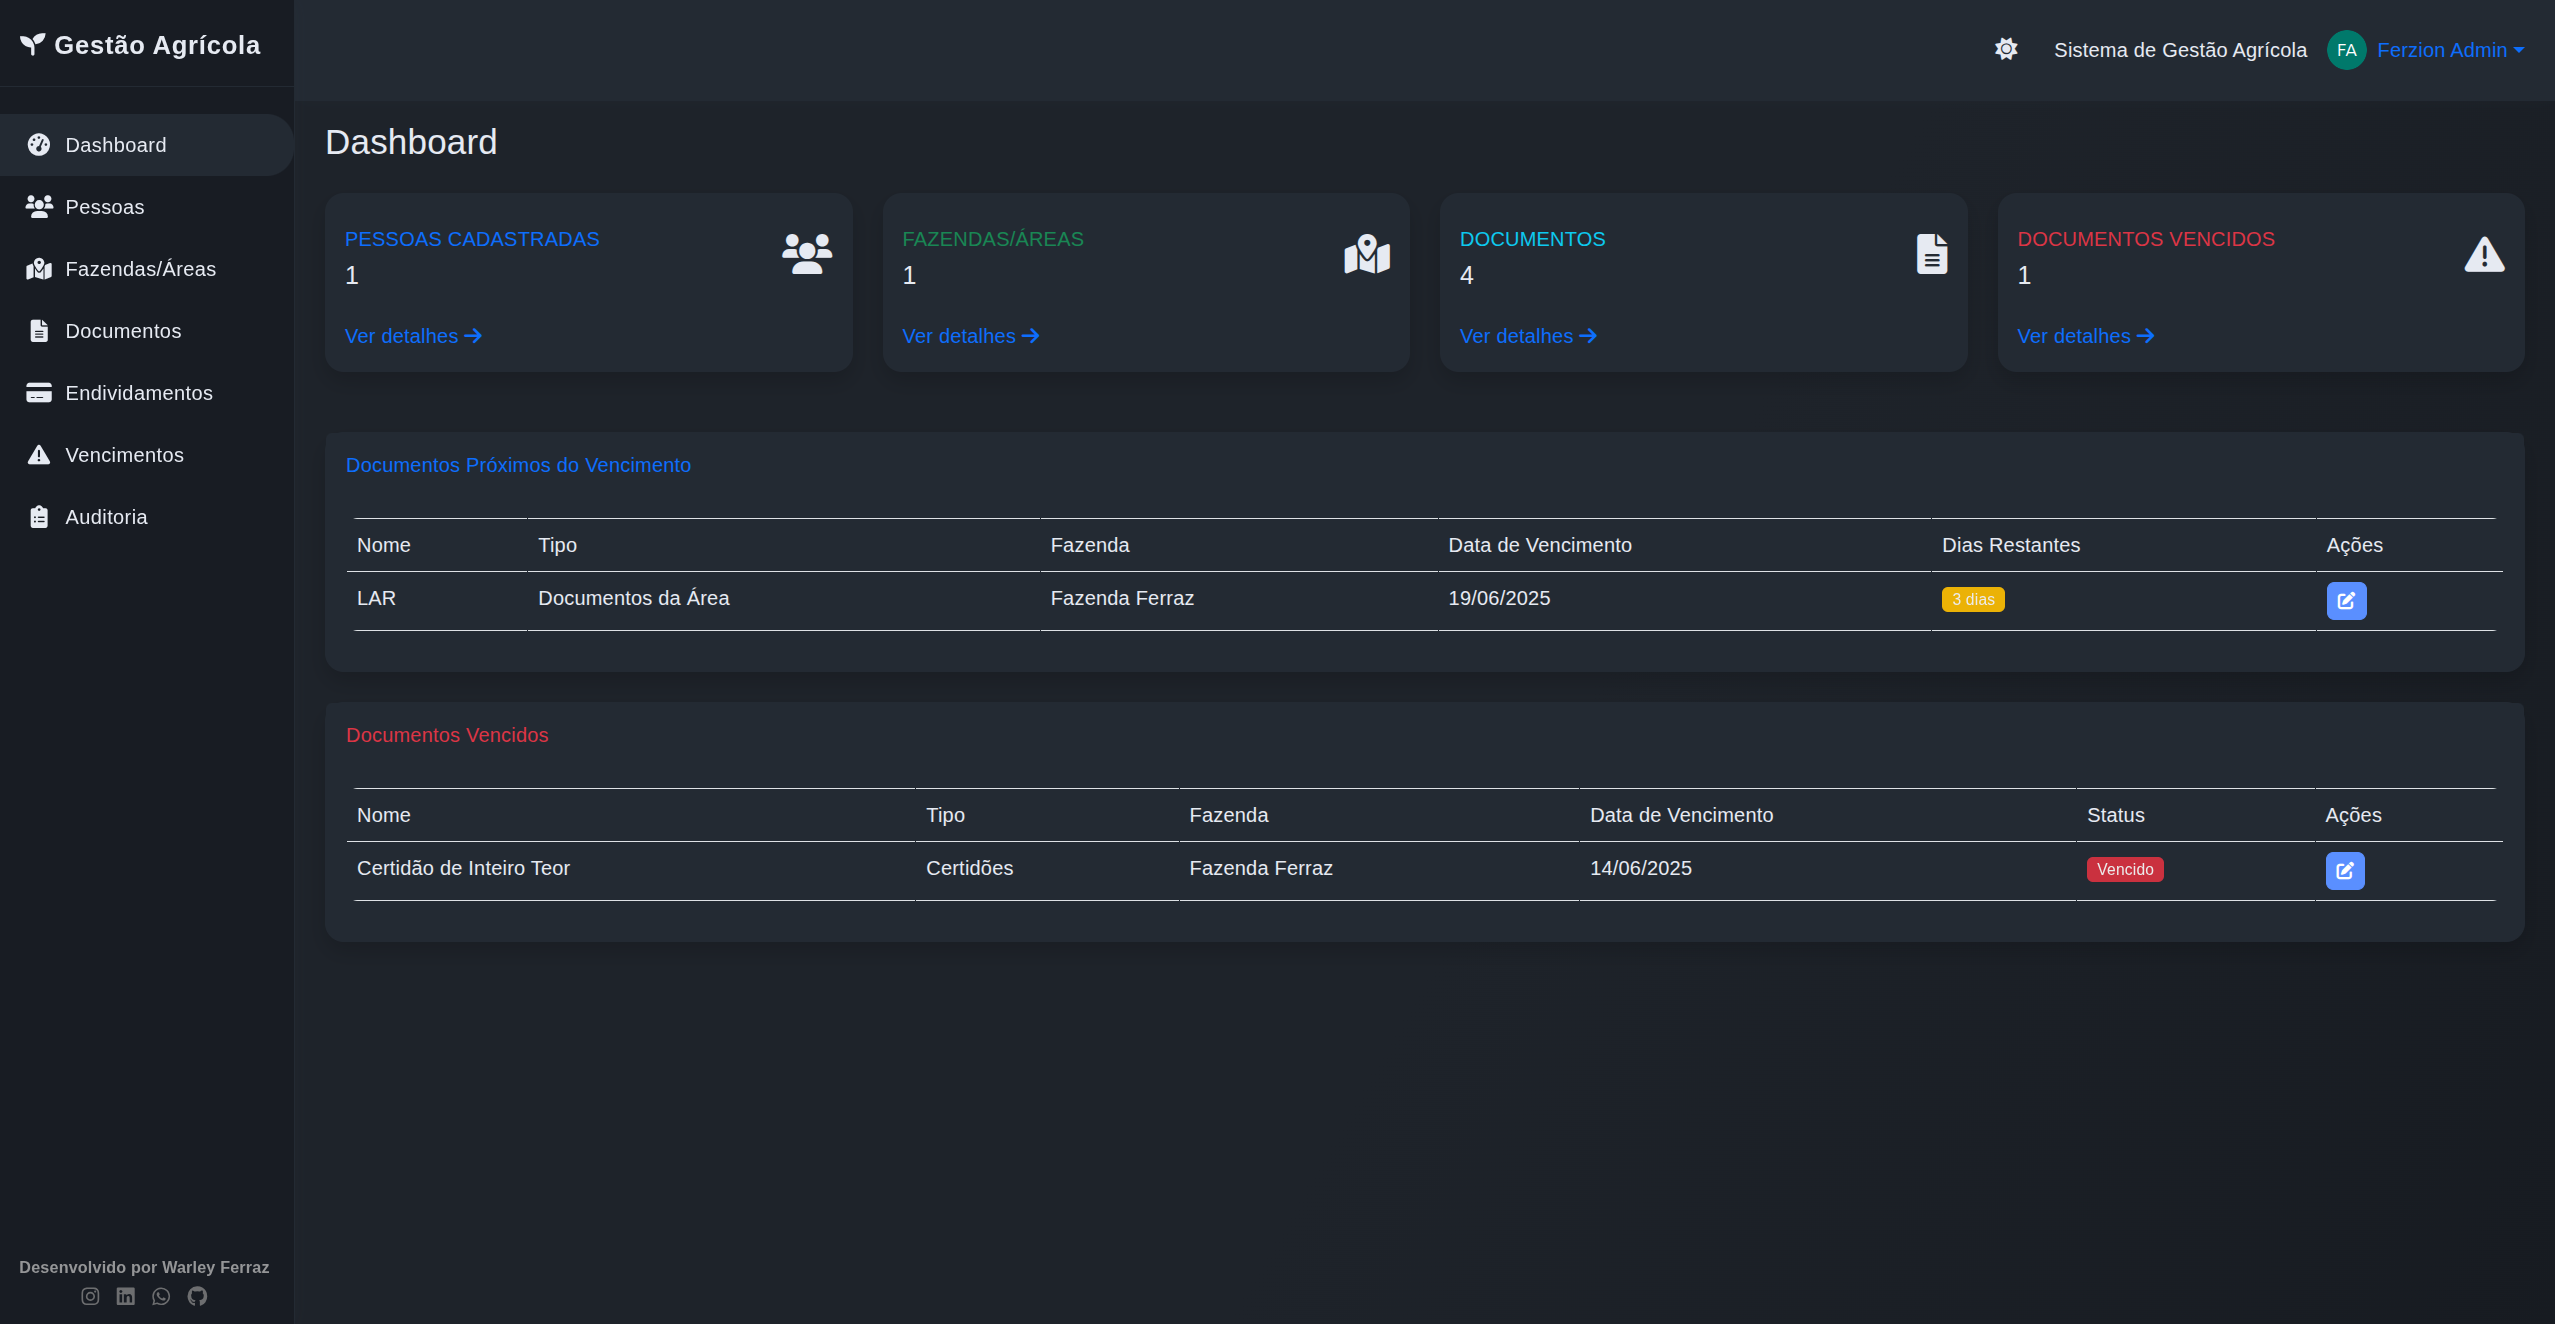 Gestão Agrícola
Sistema de Gestão Agrícola
FA
Ferzion Admin
Dashboard
Pessoas
Fazendas/Áreas
Documentos
Endividamentos
Vencimentos
Auditoria
Dashboard
PESSOAS CADASTRADAS
1
Ver detalhes
FAZENDAS/ÁREAS
1
Ver detalhes
DOCUMENTOS
4
Ver detalhes
DOCUMENTOS VENCIDOS
1
Ver detalhes
Documentos Próximos do Vencimento
Nome Tipo Fazenda Data de Vencimento Dias Restantes Ações
LAR Documentos da Área Fazenda Ferraz 19/06/2025 3 dias
Documentos Vencidos
Nome Tipo Fazenda Data de Vencimento Status Ações
Certidão de Inteiro Teor Certidões Fazenda Ferraz 14/06/2025 Vencido
Desenvolvido por Warley Ferraz